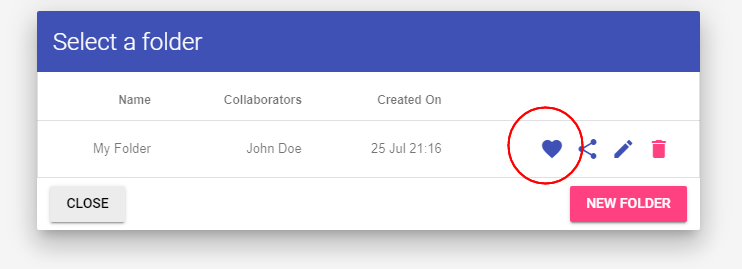 Select a folder
Name Collaborators Created On
My Folder John Doe 25 Jul 21:16
CLOSE NEW FOLDER